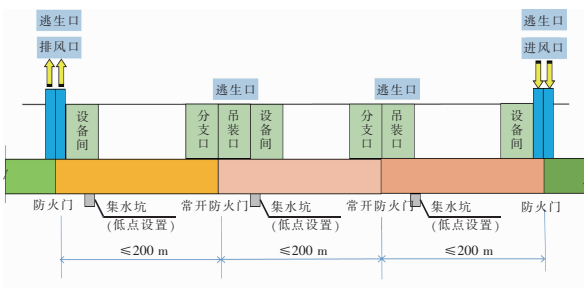 逃生口
逃生口
排风口
进风口
逃生口
逃生口
设备间
分支口
吊装口
设备间
分支口
吊装口
设备间
防火门
集水坑
(低点设置)
常开防火门
集水坑
(低点设置)
常开防火门
集水坑
(低点设置)
防火门
≤200 m
≤200 m
≤200 m